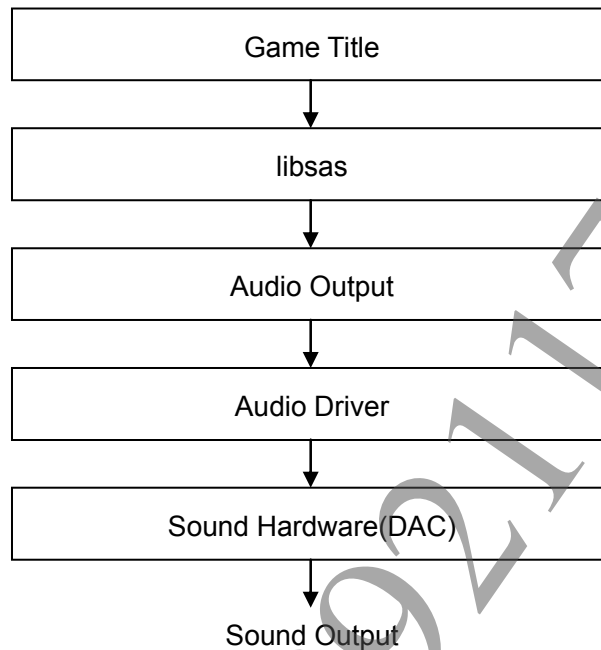 Game Title
libsas
Audio Output
Audio Driver
Sound Hardware(DAC)
Sound Output